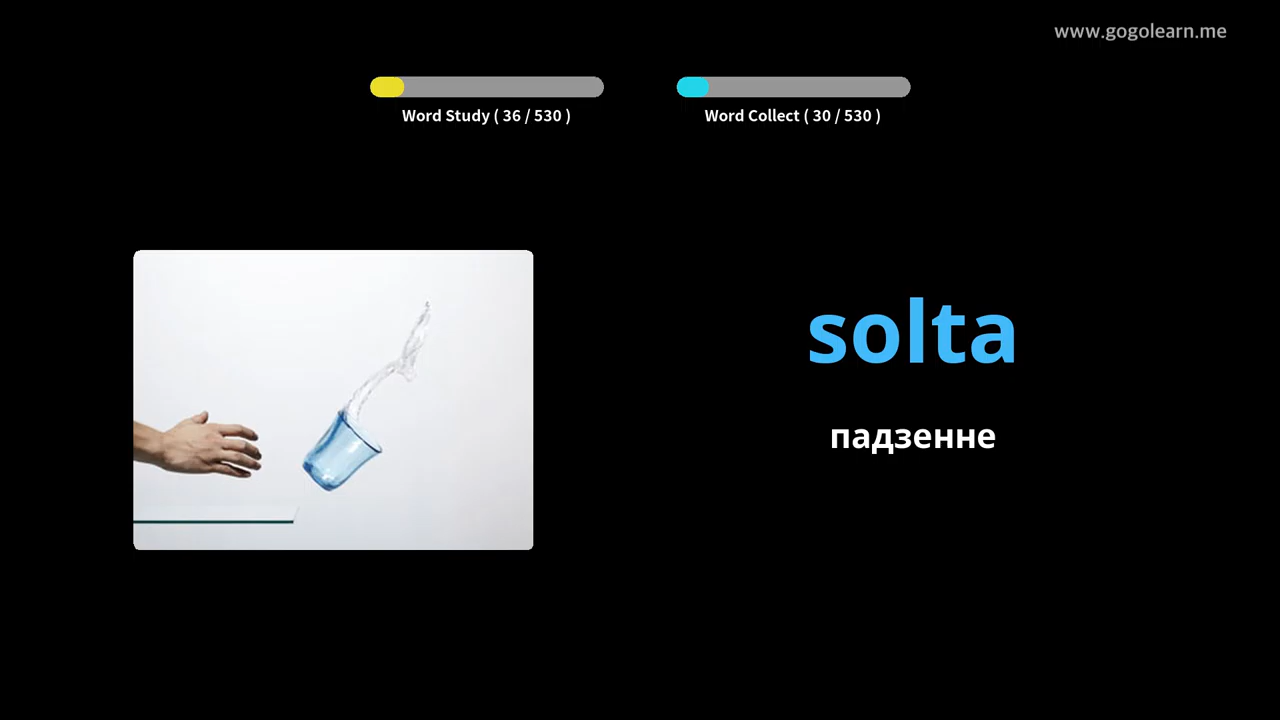 www.gogolearn.me
Word Study ( 36 / 530 )
Word Collect ( 30 / 530 )
solta
падзенне